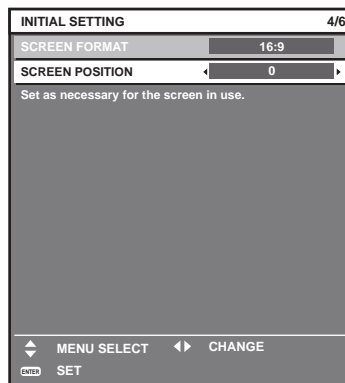 INITIAL SETTING 4/6
SCREEN FORMAT 16:9
SCREEN POSITION 0
Set as necessary for the screen in use.
MENU SELECT CHANGE
ENTER SET